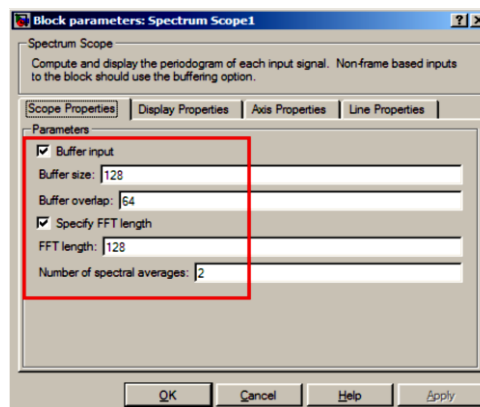 Block parameters: Spectrum Scope1
Spectrum Scope
Compute and display the periodogram of each input signal. Non-frame based inputs
to the block should use the buffering option.
Scope Properties Display Properties Axis Properties Line Properties
Parameters
Buffer input
Buffer size: 128
Buffer overlap: 64
Specify FFT length
FFT length: 128
Number of spectral averages: 2
OK Cancel Help Apply